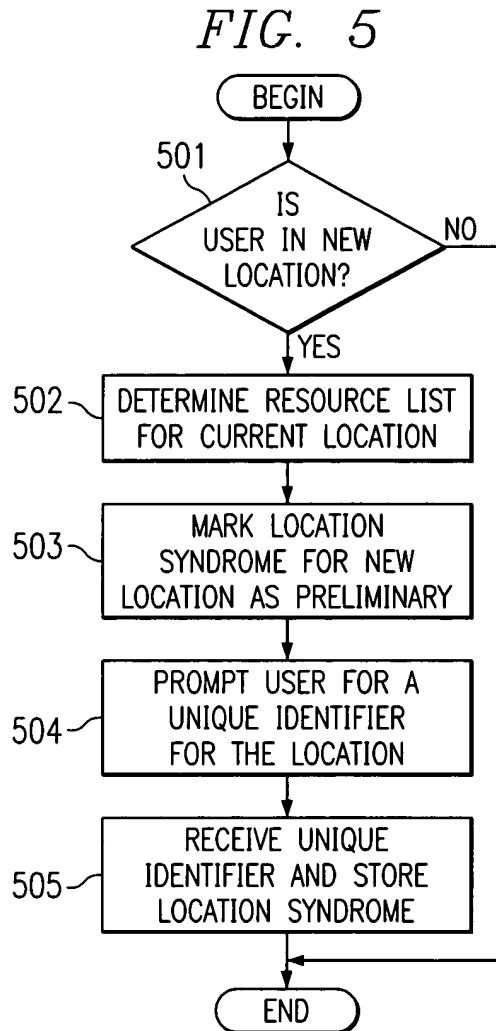 FIG. 5
BEGIN
501
IS
USER IN NEW
LOCATION?
NO
YES
502
DETERMINE RESOURCE LIST
FOR CURRENT LOCATION
503
MARK LOCATION
SYNDROME FOR NEW
LOCATION AS PRELIMINARY
504
PROMPT USER FOR A
UNIQUE IDENTIFIER
FOR THE LOCATION
505
RECEIVE UNIQUE
IDENTIFIER AND STORE
LOCATION SYNDROME
END